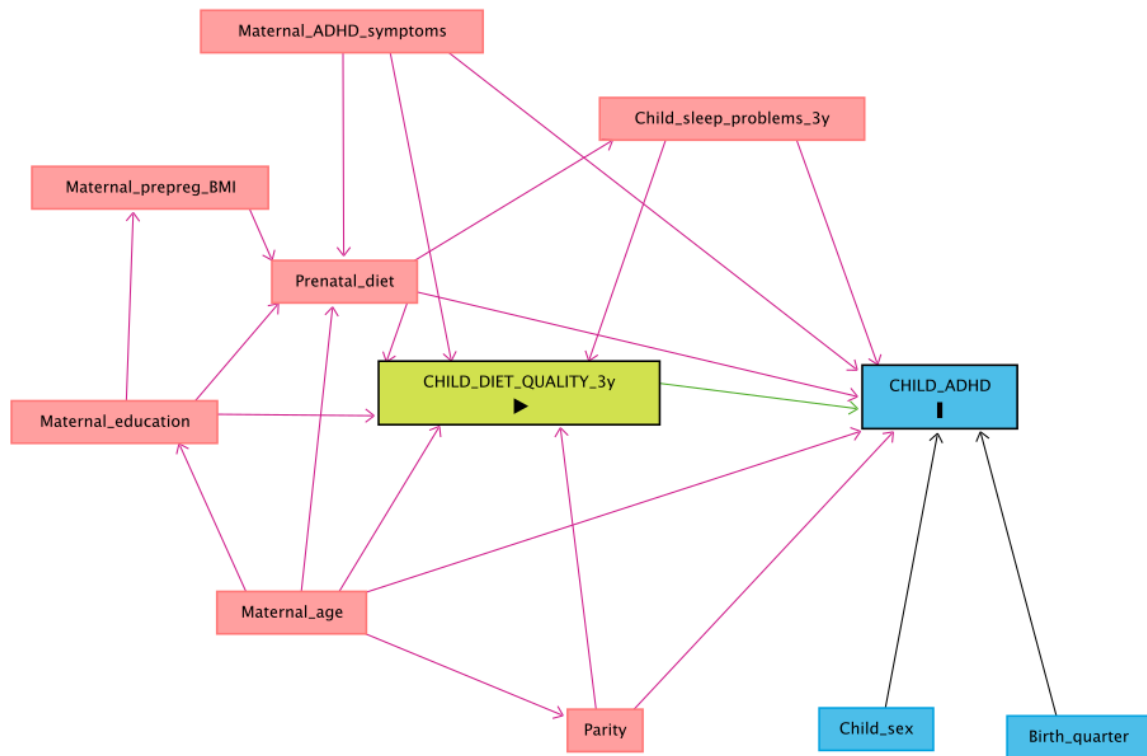 Maternal_ADHD_symptoms
Child_sleep_problems_3y
Maternal_prepreg_BMI
Prenatal_diet
CHILD_DIET_QUALITY_3y
CHILD_ADHD
Maternal_education
Maternal_age
Parity
Child_sex
Birth_quarter